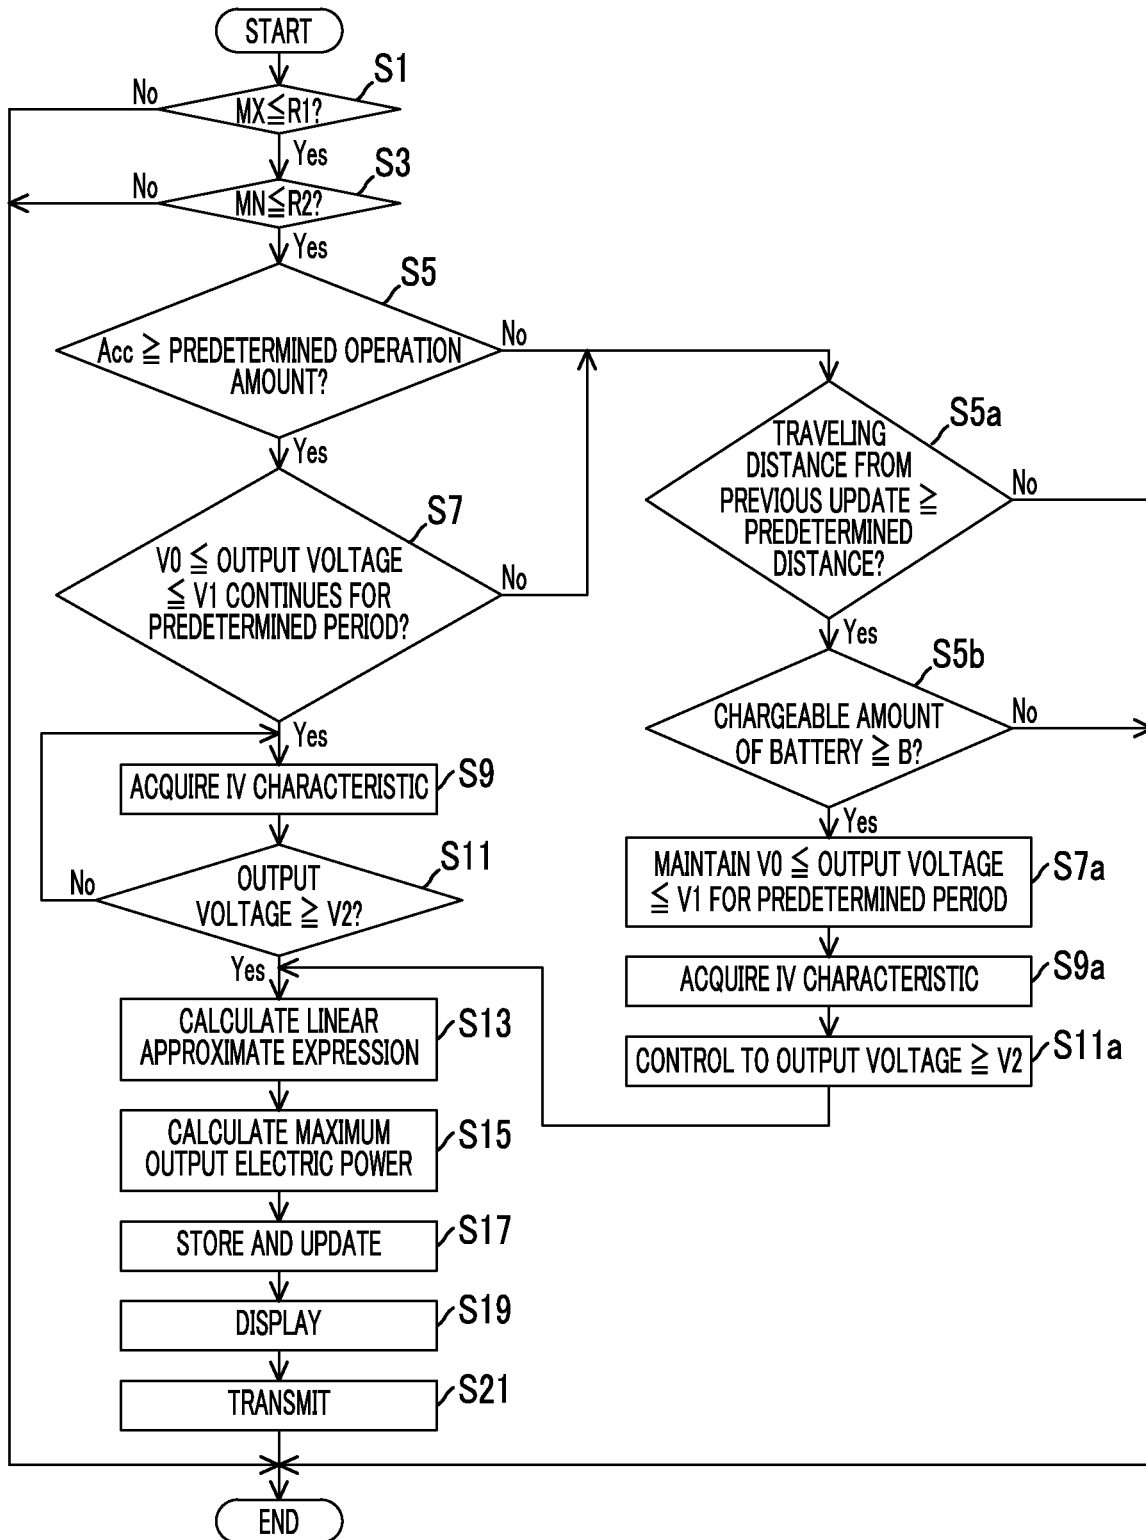 START
S1
No
MX≦R1?
Yes
S3
No
MN≦R2?
Yes
S5
No
Acc ≧ PREDETERMINED OPERATION
AMOUNT?
Yes
S7
V0 ≦ OUTPUT VOLTAGE
≦ V1 CONTINUES FOR
PREDETERMINED PERIOD?
No
Yes
ACQUIRE IV CHARACTERISTIC
S9
S11
OUTPUT
VOLTAGE ≧ V2?
No
Yes
CALCULATE LINEAR
APPROXIMATE EXPRESSION
S13
CALCULATE MAXIMUM
OUTPUT ELECTRIC POWER
S15
STORE AND UPDATE
S17
DISPLAY
S19
TRANSMIT
S21
END
S5a
TRAVELING
DISTANCE FROM
PREVIOUS UPDATE ≧
PREDETERMINED
DISTANCE?
No
Yes
S5b
CHARGEABLE AMOUNT
OF BATTERY ≧ B?
No
Yes
MAINTAIN V0 ≦ OUTPUT VOLTAGE
≦ V1 FOR PREDETERMINED PERIOD
S7a
ACQUIRE IV CHARACTERISTIC
S9a
CONTROL TO OUTPUT VOLTAGE ≧ V2
S11a